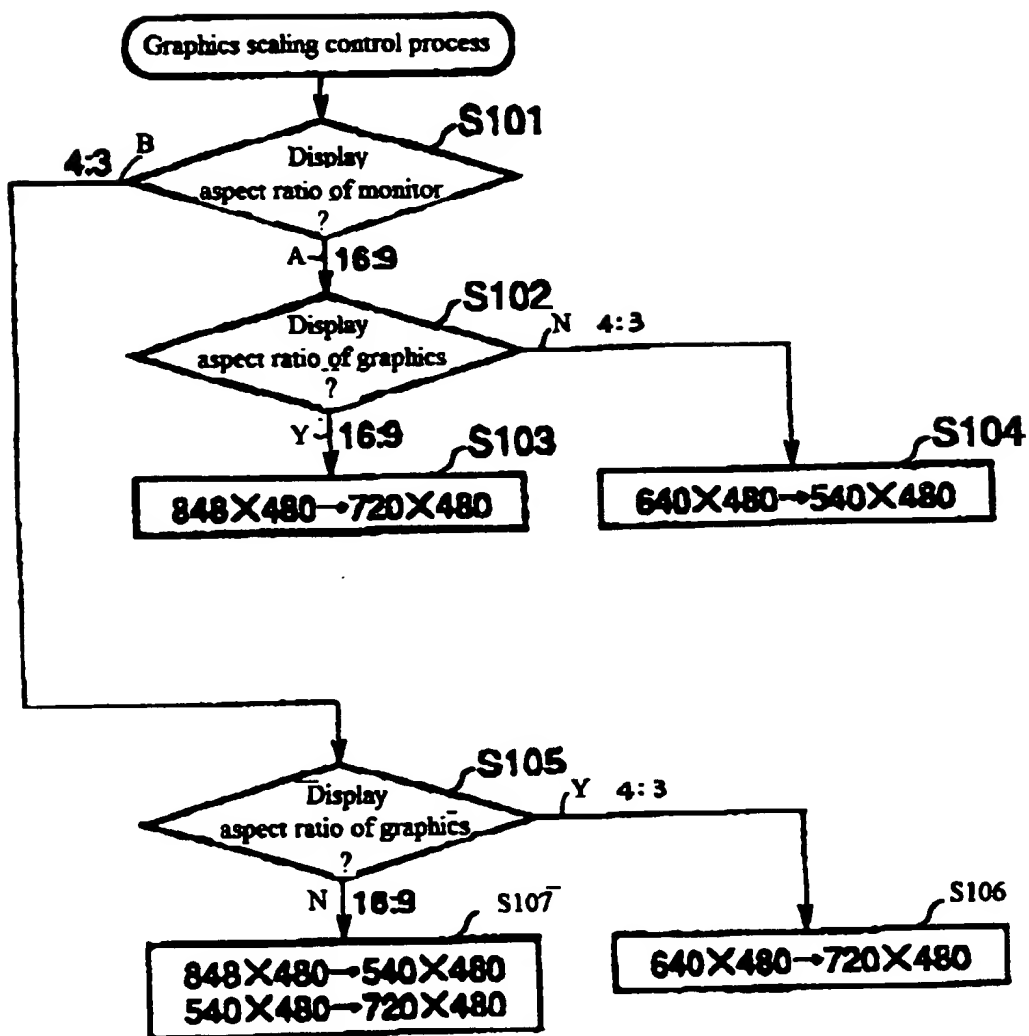 Graphics scaling control process
S101
4:3 B
Display
aspect ratio of monitor
?
A 16:9
S102
Display
aspect ratio of graphics
?
N 4:3
Y 16:9
S103
848×480→720×480
S104
640×480→540×480
S105
Display
aspect ratio of graphics
?
Y 4:3
N 16:9
S107
848×480→540×480
540×480→720×480
S106
640×480→720×480